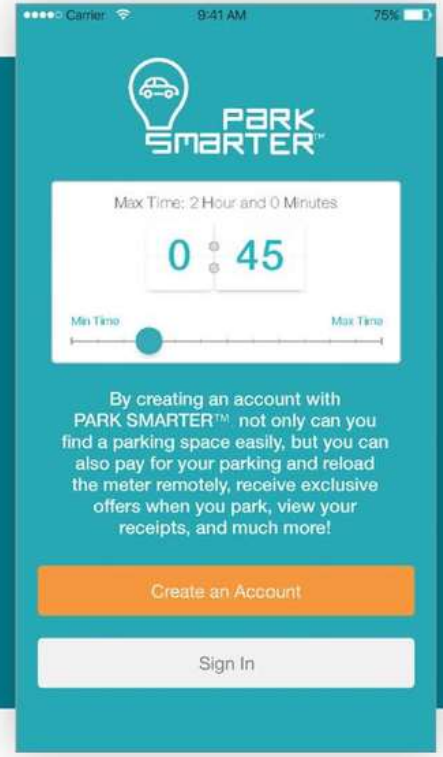 Carrier 9:41 AM 75%
PARK
SMARTER™
Max Time: 2 Hour and 0 Minutes
0 : 45
Min Time Max Time
By creating an account with
PARK SMARTER™ not only can you
find a parking space easily, but you can
also pay for your parking and reload
the meter remotely, receive exclusive
offers when you park, view your
receipts, and much more!
Create an Account
Sign In